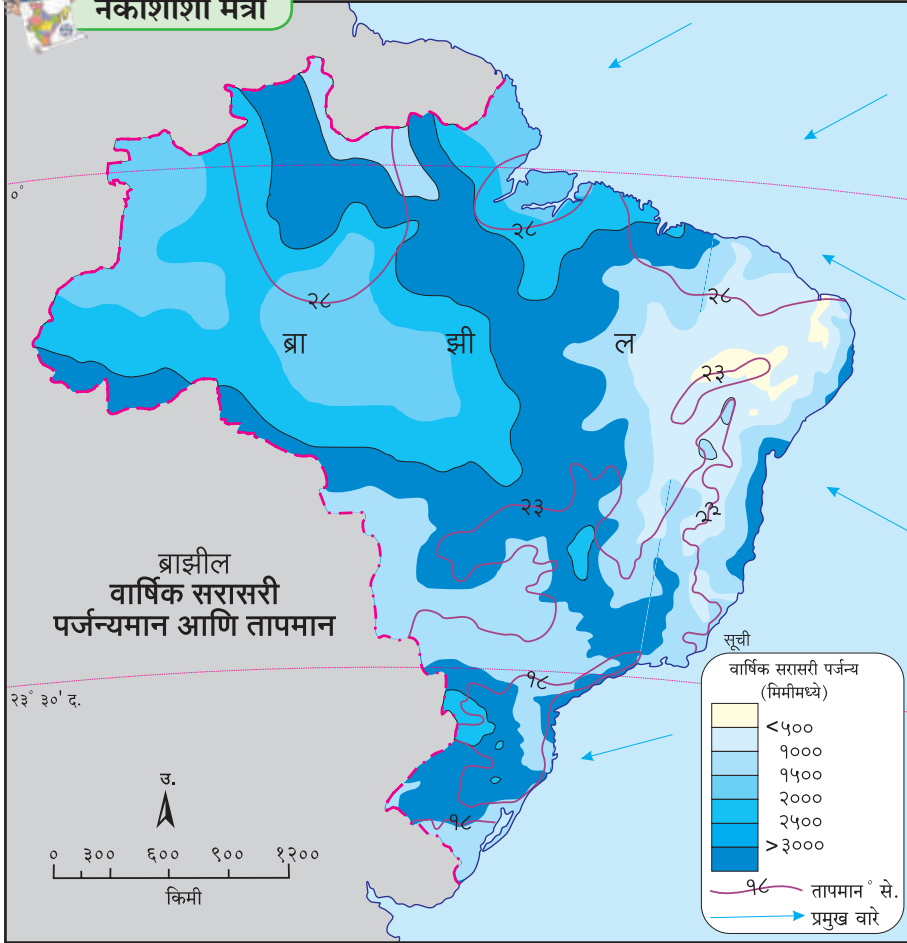 नकाशाशी मैत्री
०°
२८
२८
२८
ब्रा झी ल
२३
२३
२३
ब्राझील
वार्षिक सरासरी
पर्जन्यमान आणि तापमान
१८
२३° ३०' द.
१८
उ.
० ३०० ६०० ९०० १२००
किमी
सूची
वार्षिक सरासरी पर्जन्य
(मिमीमध्ये)
<५००
१०००
१५००
२०००
२५००
>३०००
१८ तापमान ° से.
प्रमुख वारे